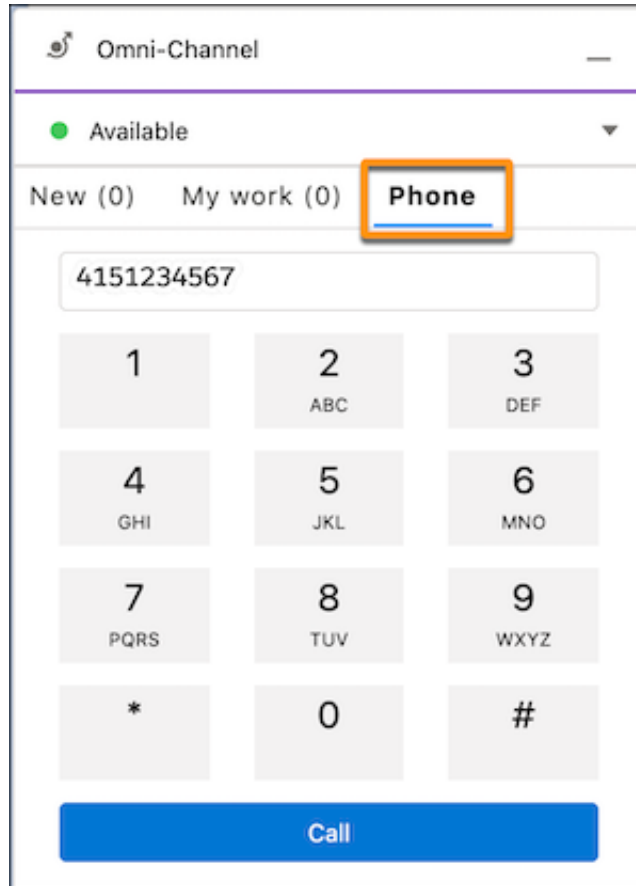 Omni-Channel
Available
New (0) My work (0) Phone
4151234567
1 2 3
ABC DEF
4 5 6
GHI JKL MNO
7 8 9
PQRS TUV WXYZ
* 0 #
Call